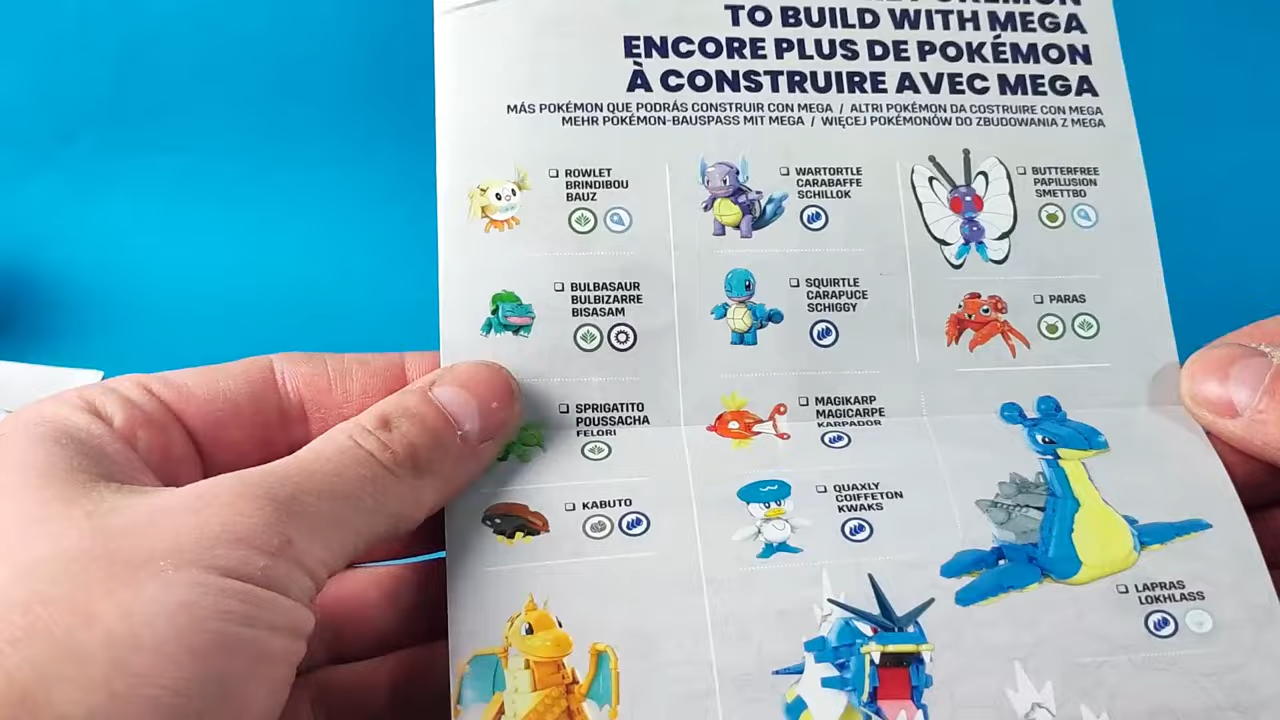 TO BUILD WITH MEGA
ENCORE PLUS DE POKÉMON
À CONSTRUIRE AVEC MEGA
MÁS POKÉMON QUE PODRÁS CONSTRUIR CON MEGA / ALTRI POKÉMON DA COSTRUIRE CON MEGA
MEHR POKÉMON-BAUSPASS MIT MEGA / WIĘCEJ POKÉMONÓW DO ZBUDOWANIA Z MEGA
ROWLET
BRINDIBOU
BAUZ
WARTORTLE
CARABAFFE
SCHILLOK
BUTTERFREE
PAPILUSION
SMETTBO
BULBASAUR
BULBIZARRE
BISASAM
SQUIRTLE
CARAPUCE
SCHIGGY
PARAS
SPRIGATITO
POUSSACHA
FELORI
MAGIKARP
MAGICARPE
KARPADOR
KABUTO
QUAXLY
COIFFETON
KWAKS
LAPRAS
LOKHLASS